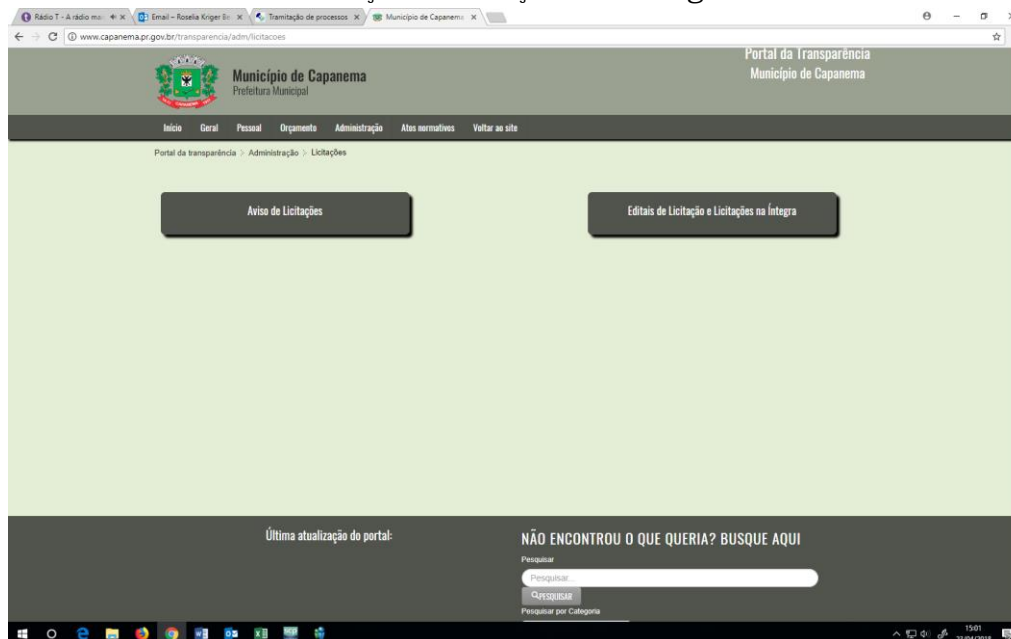 Rádio T - A rádio ma
Email – Roselia Kriger B
Tramitação de processos
Município de Capanema
www.capanema.pr.gov.br/transparencia/adm/licitacoes
Portal da Transparência
Município de Capanema
Município de Capanema
Prefeitura Municipal
Início Geral Pessoal Orçamento Administração Atos normativos Voltar ao site
Portal da transparência > Administração > Licitações
Aviso de Licitações
Editais de Licitação e Licitações na Íntegra
Última atualização do portal:
NÃO ENCONTROU O QUE QUERIA? BUSQUE AQUI
Pesquisar
Pesquisar...
PESQUISAR
Pesquisar por Categoria
15:01